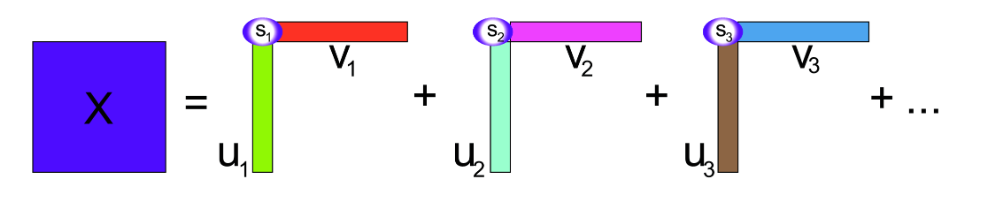 X = s₁ v₁ u₁ + s₂ v₂ u₂ + s₃ v₃ u₃ + ...